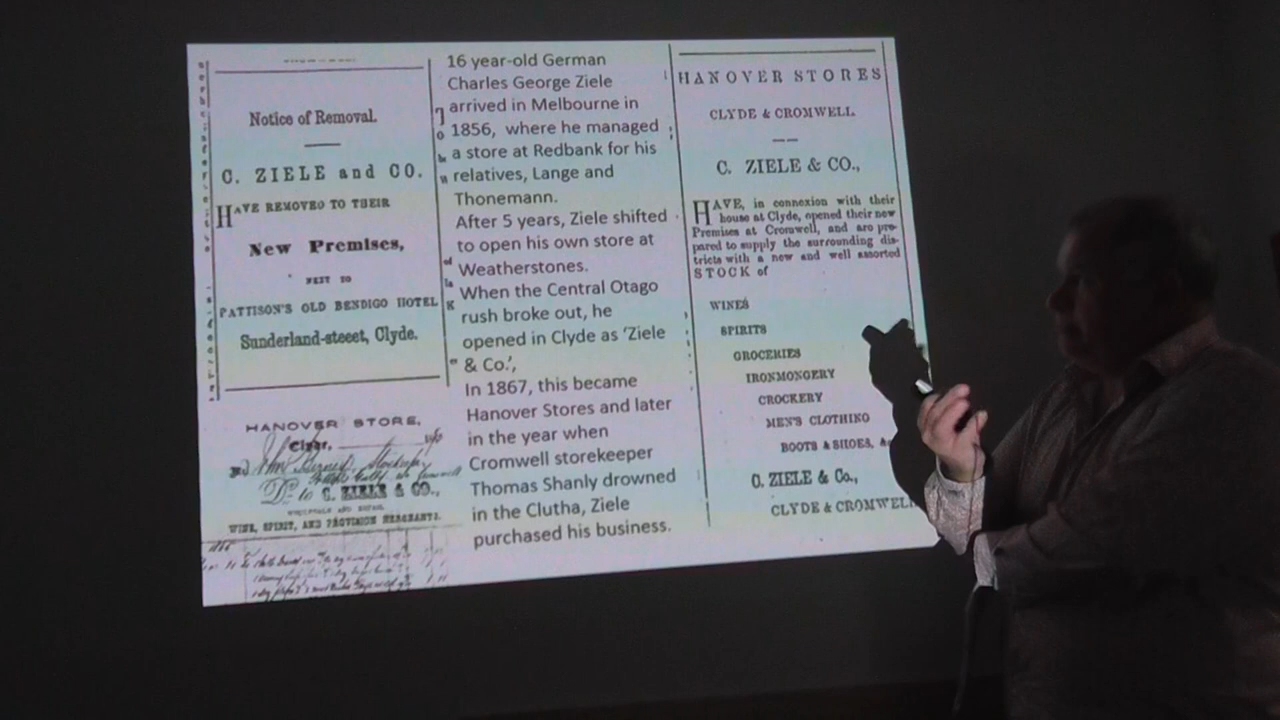 Notice of Removal.
C. ZIELE and CO.
HAVE REMOVED TO THEIR
New Premises,
NEXT TO
PATTISON'S OLD BENDIGO HOTEL
Sunderland-steeet, Clyde.
HANOVER STORE,
Clyde,
Dr to C. ZIELE & CO.,
WHOLESALE AND RETAIL
WINE, SPIRIT, AND PROVISION MERCHANTS.
16 year-old German
Charles George Ziele
arrived in Melbourne in
1856, where he managed
a store at Redbank for his
relatives, Lange and
Thonemann.
After 5 years, Ziele shifted
to open his own store at
Weatherstones.
When the Central Otago
rush broke out, he
opened in Clyde as 'Ziele
& Co.',
In 1867, this became
Hanover Stores and later
in the year when
Cromwell storekeeper
Thomas Shanly drowned
in the Clutha, Ziele
purchased his business.
HANOVER STORES
CLYDE & CROMWELL.
C. ZIELE & CO.,
HAVE, in connexion with their
house at Clyde, opened their new
Premises at Cromwell, and are pre-
pared to supply the surrounding dis-
tricts with a new and well assorted
STOCK of
WINES
SPIRITS
GROCERIES
IRONMONGERY
CROCKERY
MEN'S CLOTHING
BOOTS & SHOES, &c
C. ZIELE & Co.,
CLYDE & CROMWELL